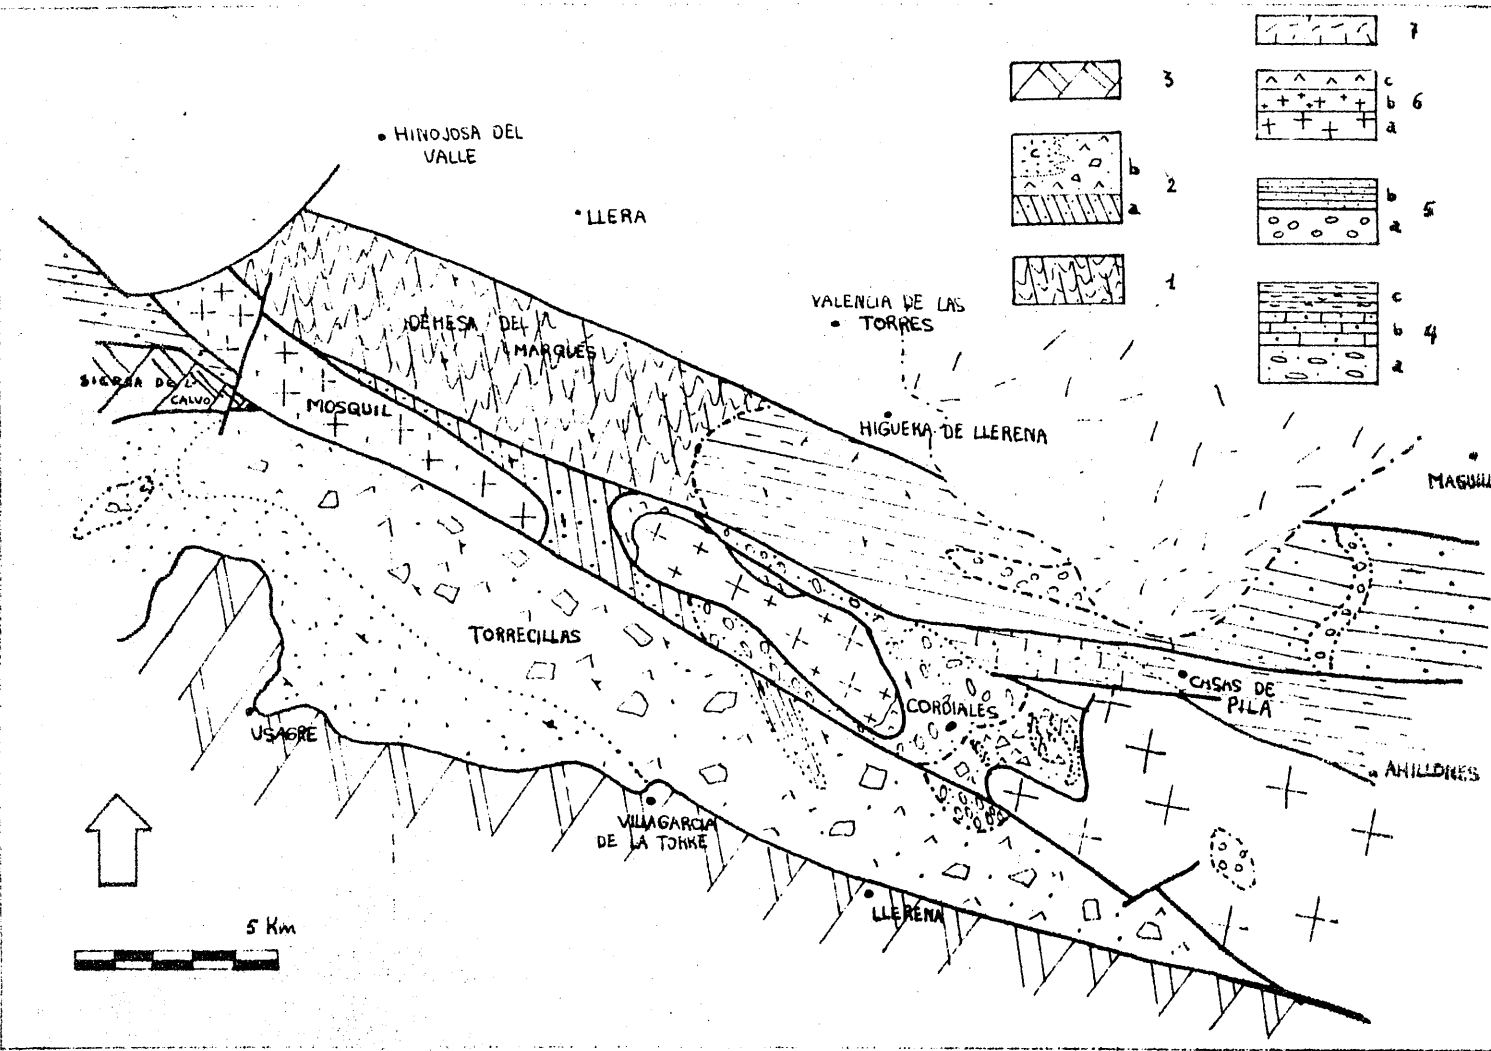 HINOJOSA DEL
VALLE
LLERA
DEHESA DEL
MARQUES
VALENCIA DE LAS
TORRES
HIGUERA DE LLERENA
SIERRA DE L
CALVO
MOSQUIL
TORRECILLAS
USAGRE
VILLAGARCIA
DE LA TORRE
LLERENA
CORDIALES
CASAS DE
PILA
AHILLONES
MAGUILL
5 Km
3
c
b
a
2
1
7
c
b
a
6
b
a
5
c
b
a
4